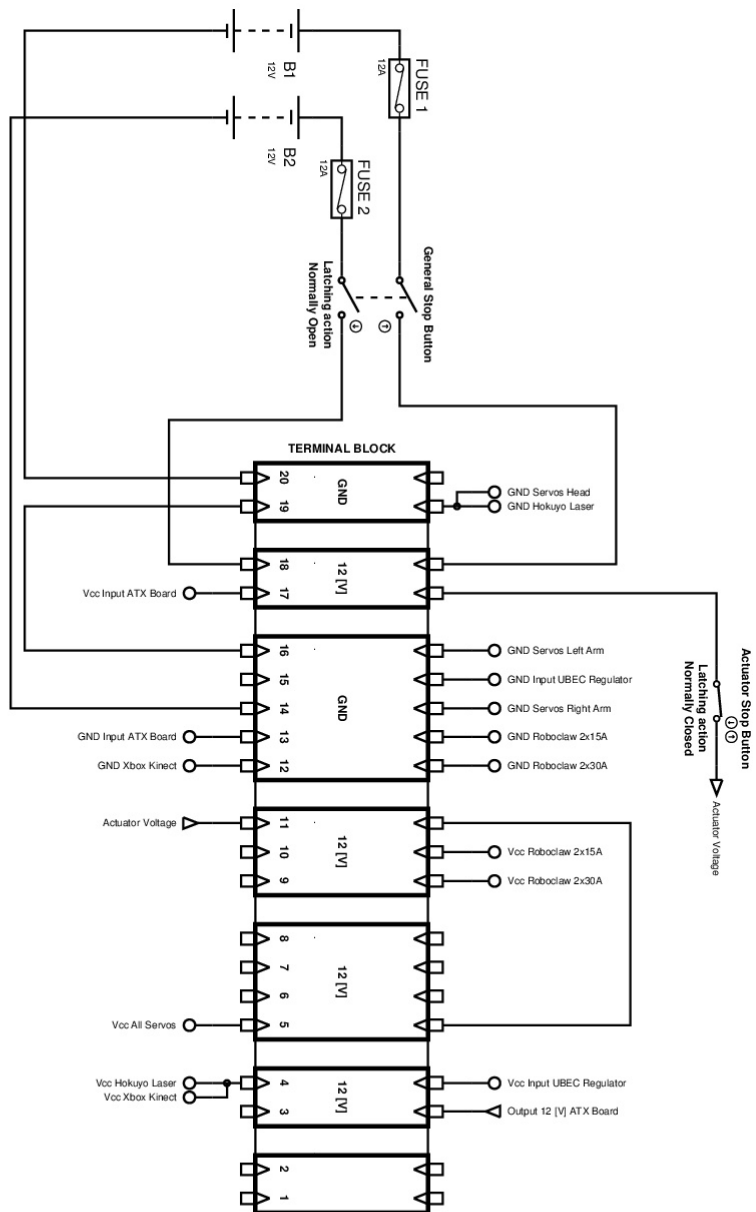 B1
12V
FUSE 1
12A
B2
12V
FUSE 2
12A
General Stop Button
Latching action
Normally Open
TERMINAL BLOCK
20
GND
GND Servos Head
19
GND Hokuyo Laser
18
12 [V]
Vcc Input ATX Board
17
Actuator Stop Button
Latching action
Normally Closed
Actuator Voltage
16
GND Servos Left Arm
15
GND Input UBEC Regulator
GND
14
GND Servos Right Arm
GND Input ATX Board
13
GND Roboclaw 2x15A
GND Xbox Kinect
12
GND Roboclaw 2x30A
Actuator Voltage
11
12 [V]
10
Vcc Roboclaw 2x15A
9
Vcc Roboclaw 2x30A
8
7
12 [V]
6
Vcc All Servos
5
Vcc Hokuyo Laser
Vcc Xbox Kinect
4
12 [V]
Vcc Input UBEC Regulator
3
Output 12 [V] ATX Board
2
1